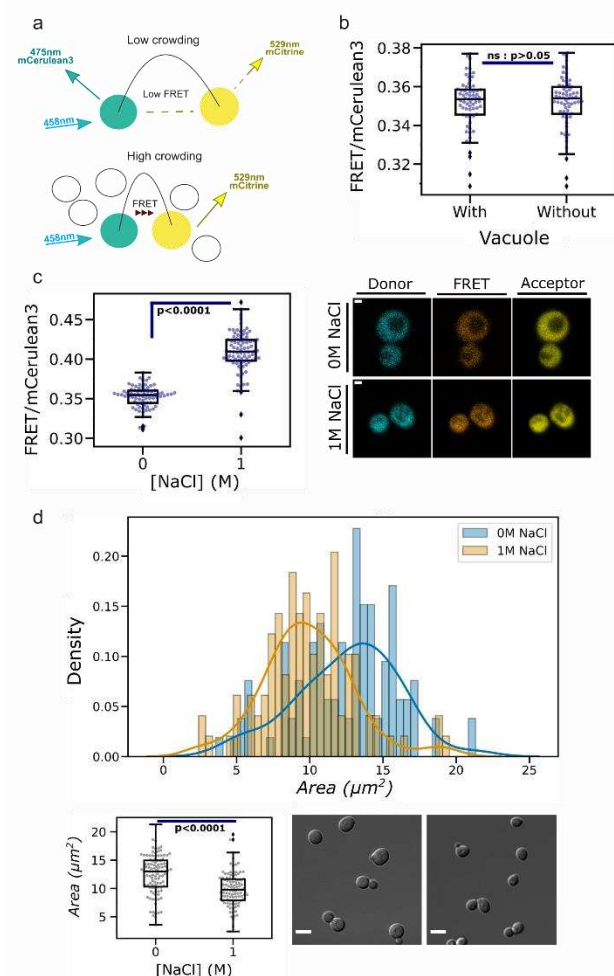 a
475nm
mCerulean3
Low crowding
529nm
mCitrine
Low FRET
458nm
High crowding
FRET
529nm
mCitrine
458nm
b
FRET/mCerulean3
0.38
0.36
0.34
0.32
ns : p>0.05
With
Without
Vacuole
c
FRET/mCerulean3
0.45
0.40
0.35
0.30
p<0.0001
0
1
[NaCl] (M)
Donor
FRET
Acceptor
0M NaCl
1M NaCl
d
Density
0.20
0.15
0.10
0.05
0.00
0M NaCl
1M NaCl
0
5
10
15
20
25
Area (µm²)
Area (µm²)
20
15
10
5
p<0.0001
0
1
[NaCl] (M)